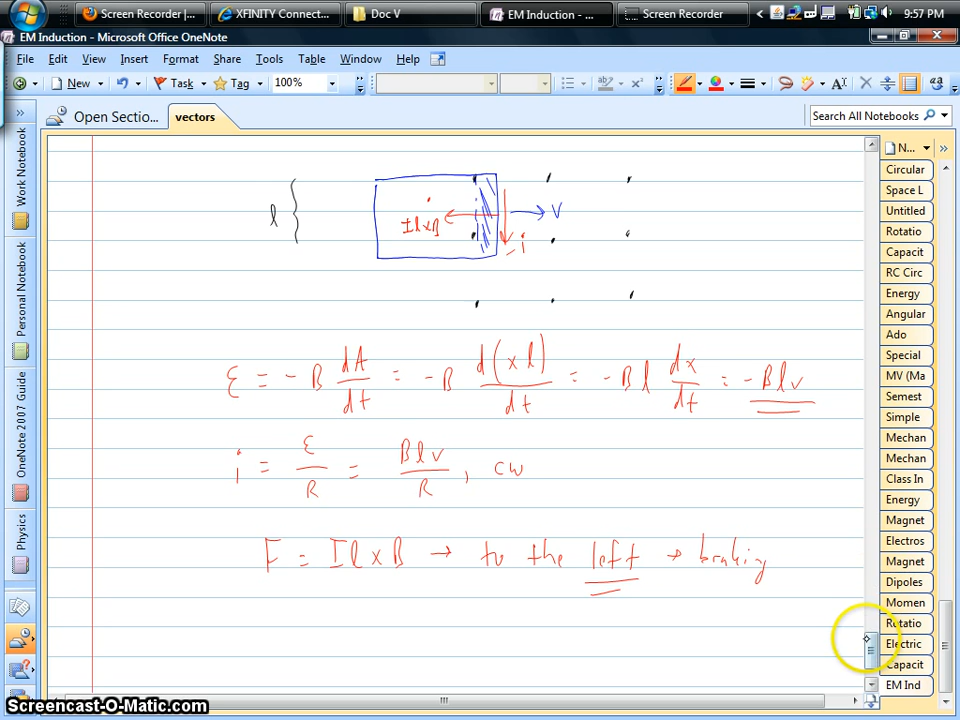 Screen Recorder |...
XFINITY Connect...
Doc V
EM Induction - ...
Screen Recorder
9:57 PM
EM Induction - Microsoft Office OneNote
File Edit View Insert Format Share Tools Table Window Help
New Task Tag 100%
Open Sectio... vectors
Search All Notebooks
Work Notebook
Personal Notebook
OneNote 2007 Guide
Physics
N...
Circular
Space L
Untitled
Rotatio
Capacit
RC Circ
Energy
Angular
Ado
Special
MV (Ma
Semest
Simple
Mechan
Mechan
Class In
Energy
Magnet
Electros
Magnet
Dipoles
Momen
Rotatio
Electric
Capacit
EM Ind
l
IlxB
v
i
ε = -B dA/dt = -B d(xl)/dt = -Bl dx/dt = -Blv
i = ε/R = Blv/R, cw
F = IlxB → to the left → braking
Screencast-O-Matic.com